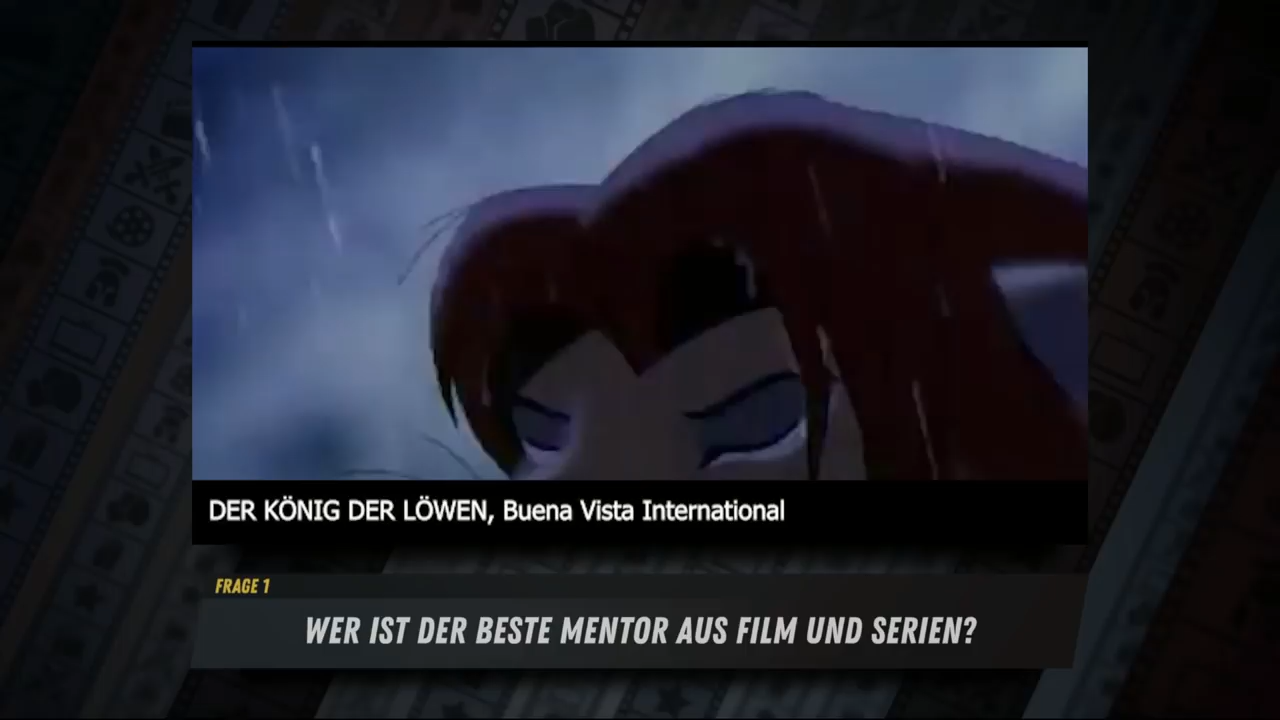 DER KÖNIG DER LÖWEN, Buena Vista International
FRAGE 1
WER IST DER BESTE MENTOR AUS FILM UND SERIEN?